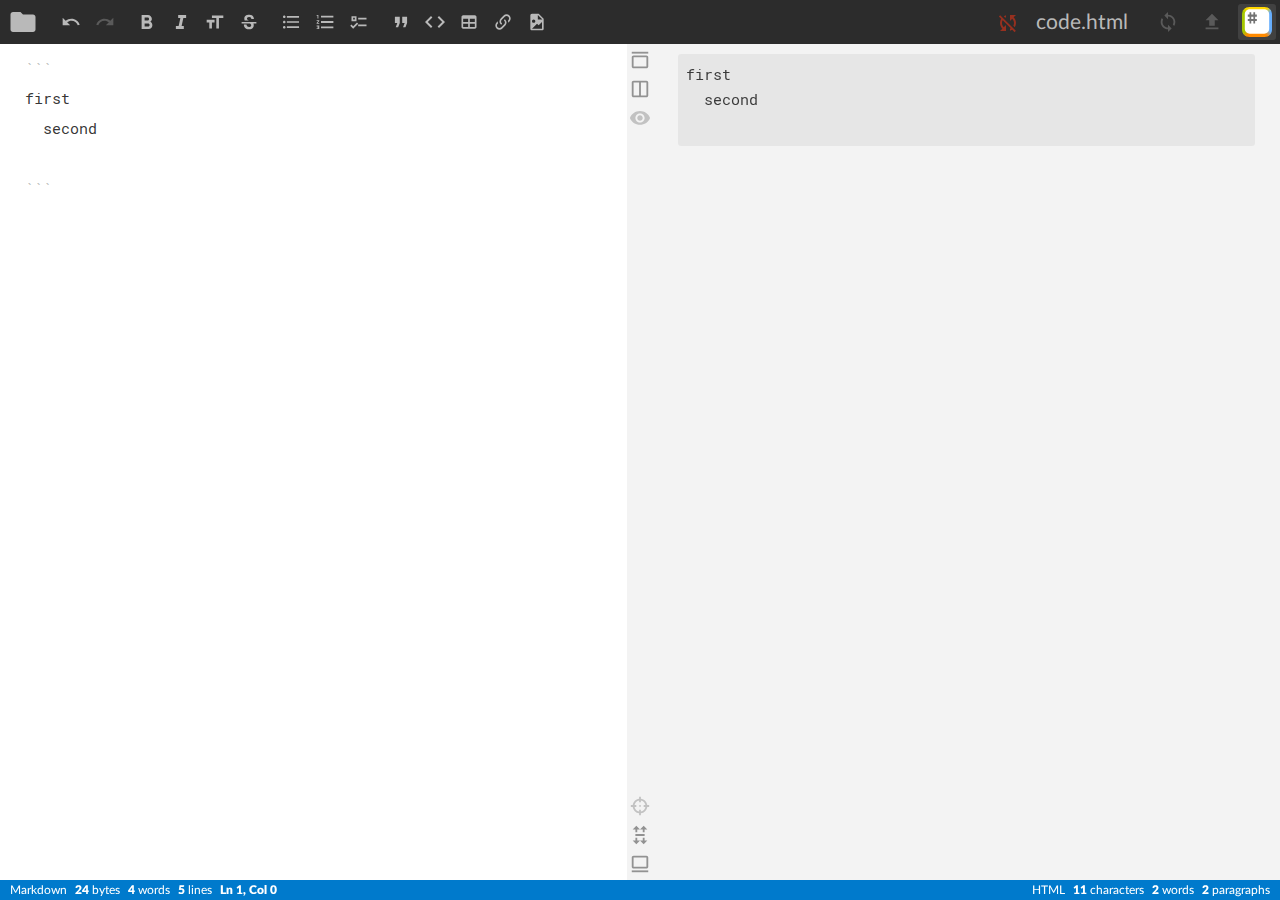 code.html
```
first
  second

```
first
  second
Markdown 24 bytes 4 words 5 lines Ln 1, Col 0
HTML 11 characters 2 words 2 paragraphs